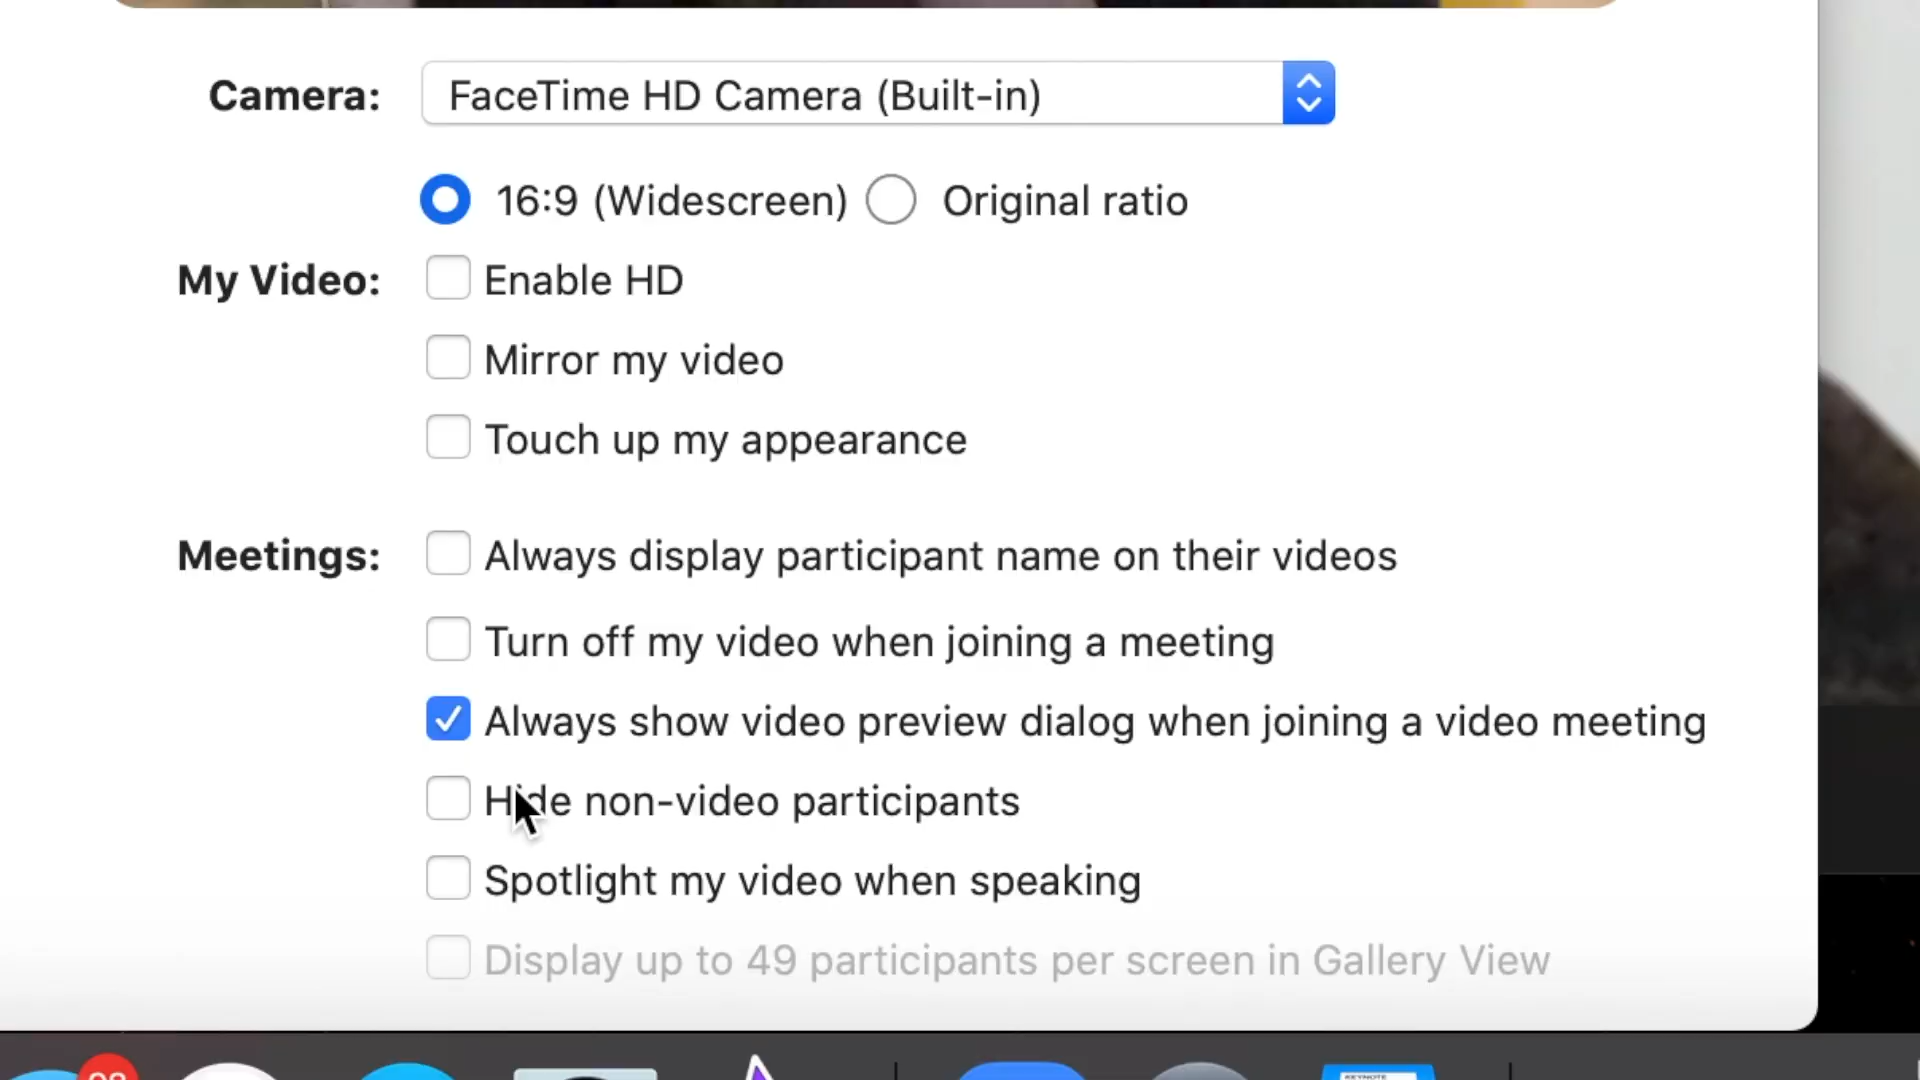 Camera: FaceTime HD Camera (Built-in)
16:9 (Widescreen) Original ratio
My Video: Enable HD
Mirror my video
Touch up my appearance
Meetings: Always display participant name on their videos
Turn off my video when joining a meeting
Always show video preview dialog when joining a video meeting
Hide non-video participants
Spotlight my video when speaking
Display up to 49 participants per screen in Gallery View
KEYNOTE